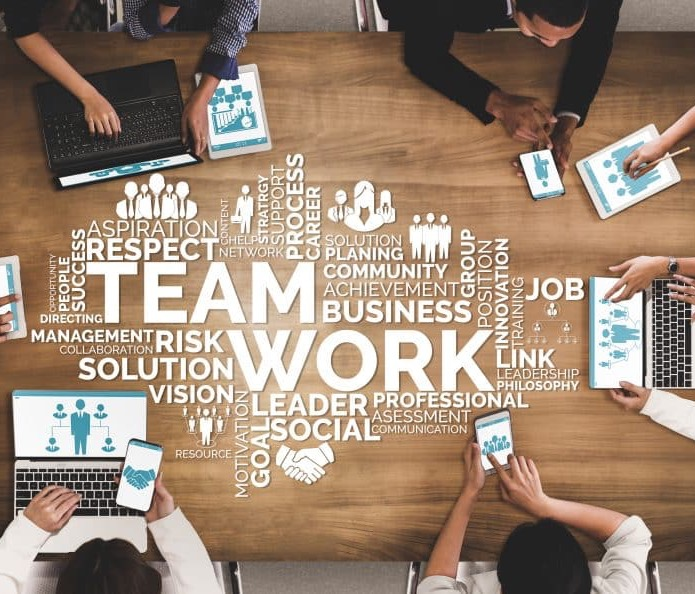 ASPIRATION
CONTENT
CHELP
STRATRGY
SUPPORT
PROCESS
CAREER
RESPECT
NETWORK
SOLUTION
PLANING
COMMUNITY
ACHIEVEMENT
BUSINESS
GROUP
POSITION
INNOVATION
TRAINING
JOB
OPPORTUNITY
PEOPLE
SUCCESS
DIRECTING
TEAM
WORK
MANAGEMENT
COLLABORATION
RISK
SOLUTION
VISION
LINK
LEADERSHIP
PHILOSOPHY
RESOURCE
MOTIVATION
GOAL
LEADER
SOCIAL
PROFESSIONAL
ASESSMENT
COMMUNICATION